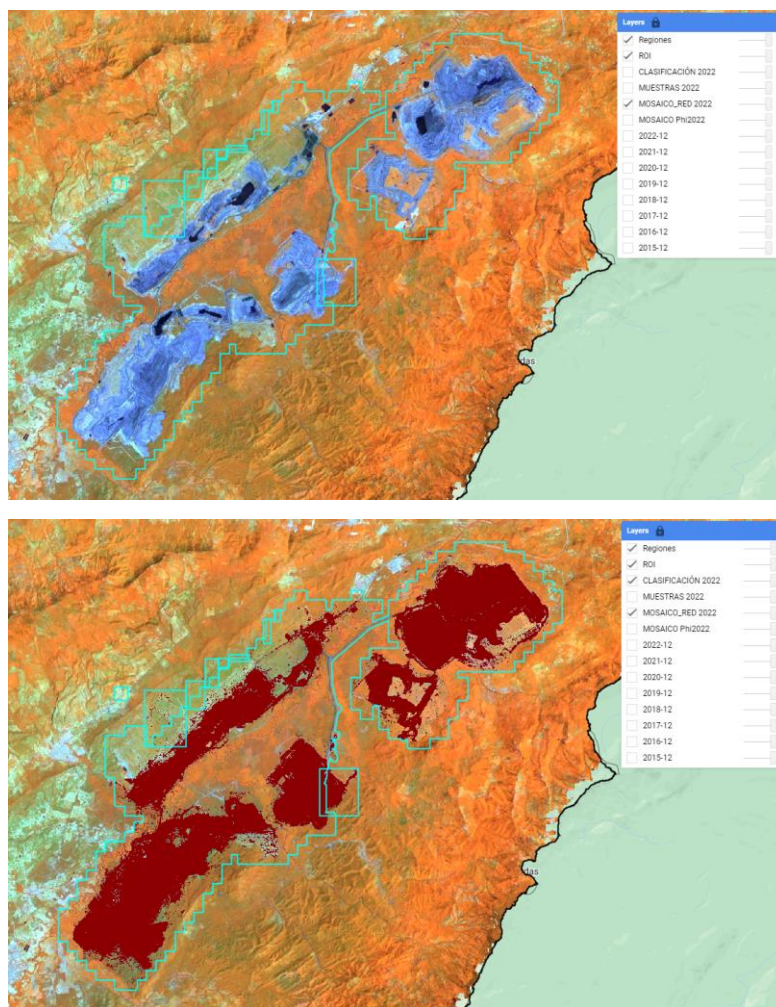 Layers
Regiones
ROI
CLASIFICACIÓN 2022
MUESTRAS 2022
MOSAICO_RED 2022
MOSAICO Phi2022
2022-12
2021-12
2020-12
2019-12
2018-12
2017-12
2016-12
2015-12
das
Layers
Regiones
ROI
CLASIFICACIÓN 2022
MUESTRAS 2022
MOSAICO_RED 2022
MOSAICO Phi2022
2022-12
2021-12
2020-12
2019-12
2018-12
2017-12
2016-12
2015-12
das